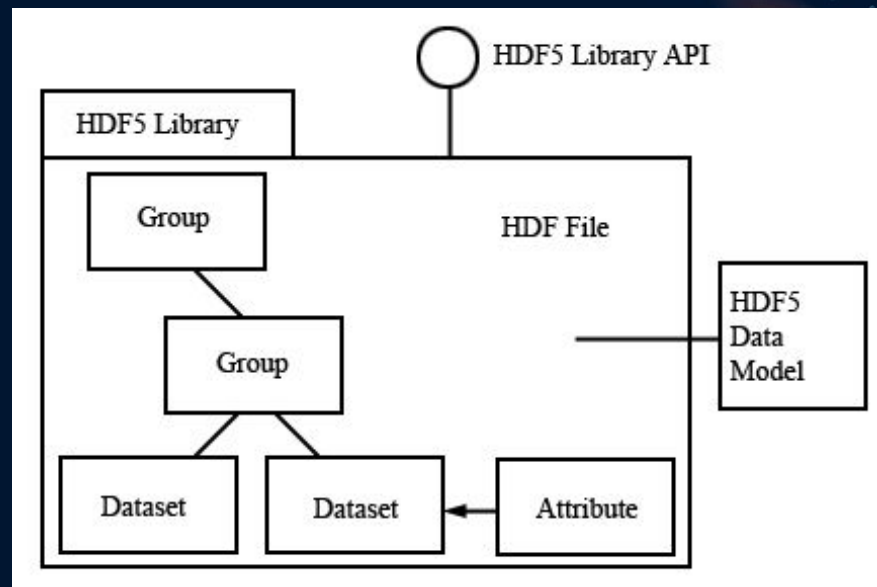 HDF5 Library API
HDF5 Library
Group
HDF File
HDF5
Data
Model
Group
Dataset
Dataset
Attribute